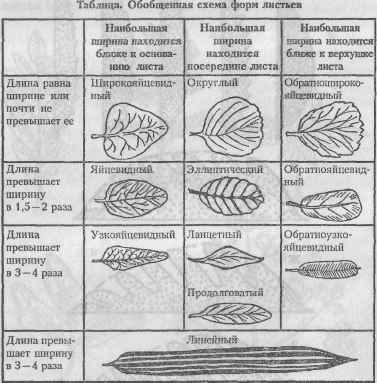 Таблица. Обобщенная схема форм листьев
Наибольшая
ширина находится
ближе к основа-
нию листа
Наибольшая
ширина
находится
посередине листа
Наибольшая
ширина находится
ближе к верхушке
листа
Длина равна
ширине или
почти не
превышает ее
Широкояйцевид-
ный
Округлый
Обратношироко-
яйцевидный
Длина
превышает
ширину
в 1,5—2 раза
Яйцевидный
Эллиптический
Обратнояйцевид-
ный
Длина
превышает
ширину
в 3—4 раза
Узкояйцевидный
Ланцетный
Продолговатый
Обратноузко-
яйцевидный
Длина превы-
шает ширину
в 3—4 раза
Линейный